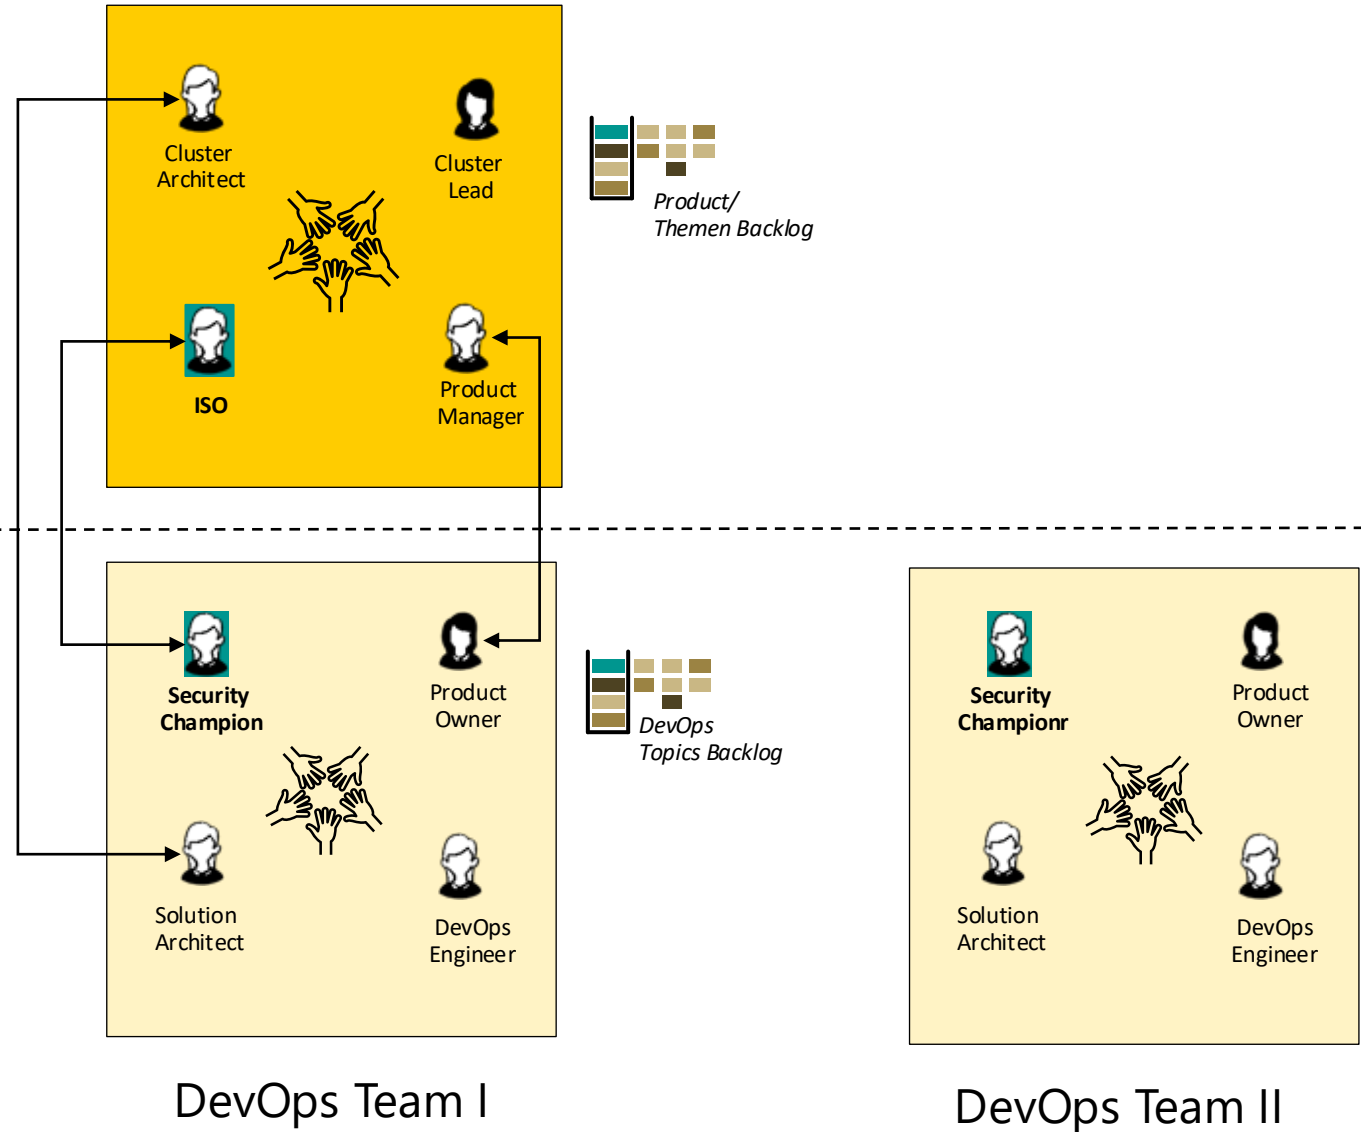 Cluster
Architect
Cluster
Lead
Product/
Themen Backlog
ISO
Product
Manager
Security
Champion
Product
Owner
DevOps
Topics Backlog
Solution
Architect
DevOps
Engineer
Security
Championr
Product
Owner
Solution
Architect
DevOps
Engineer
DevOps Team I
DevOps Team II